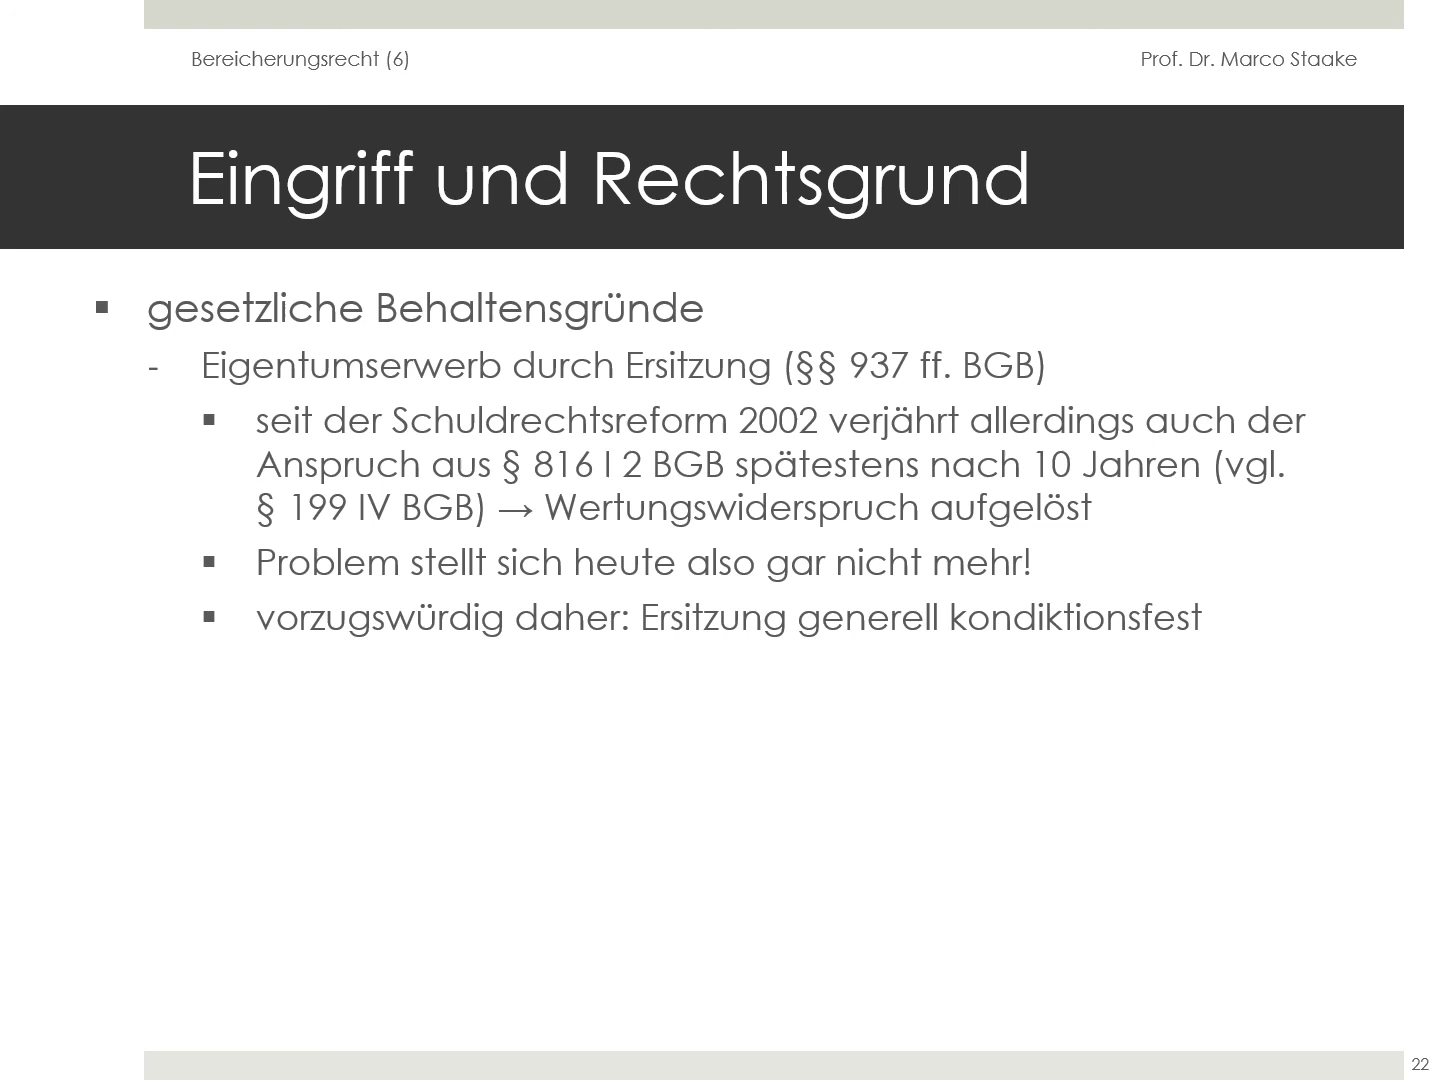 Bereicherungsrecht (6)
Prof. Dr. Marco Staake
Eingriff und Rechtsgrund
▪ gesetzliche Behaltensgründe
- Eigentumserwerb durch Ersitzung (§§ 937 ff. BGB)
▪ seit der Schuldrechtsreform 2002 verjährt allerdings auch der
Anspruch aus § 816 I 2 BGB spätestens nach 10 Jahren (vgl.
§ 199 IV BGB) → Wertungswiderspruch aufgelöst
▪ Problem stellt sich heute also gar nicht mehr!
▪ vorzugswürdig daher: Ersitzung generell kondiktionsfest
22